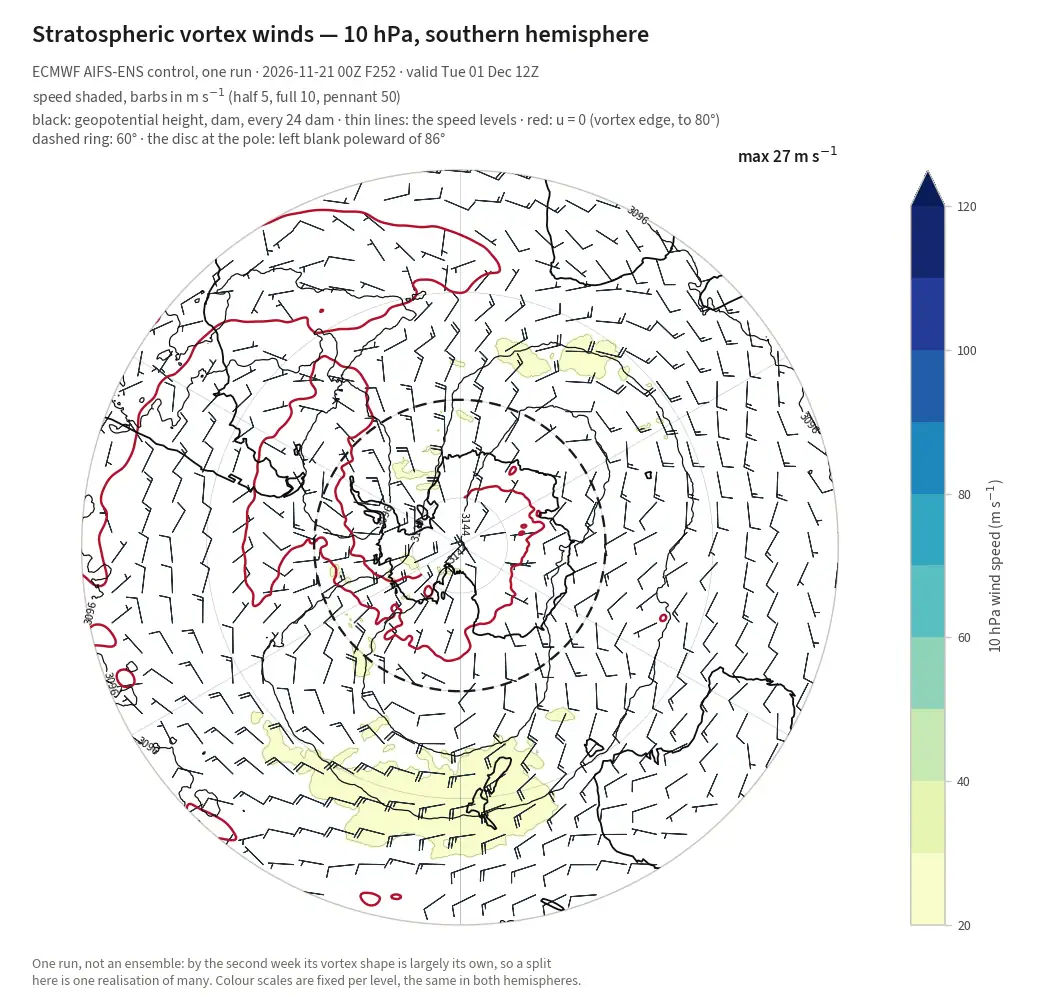 Stratospheric vortex winds — 10 hPa, southern hemisphere
ECMWF AIFS-ENS control, one run · 2026-11-21 00Z F252 · valid Tue 01 Dec 12Z
speed shaded, barbs in m s⁻¹ (half 5, full 10, pennant 50)
black: geopotential height, dam, every 24 dam · thin lines: the speed levels · red: u = 0 (vortex edge, to 80°)
dashed ring: 60° · the disc at the pole: left blank poleward of 86°
max 27 m s⁻¹
3096
3096
3144
3096
3096
3096
120
100
80
60
40
20
10 hPa wind speed (m s⁻¹)
One run, not an ensemble: by the second week its vortex shape is largely its own, so a split
here is one realisation of many. Colour scales are fixed per level, the same in both hemispheres.